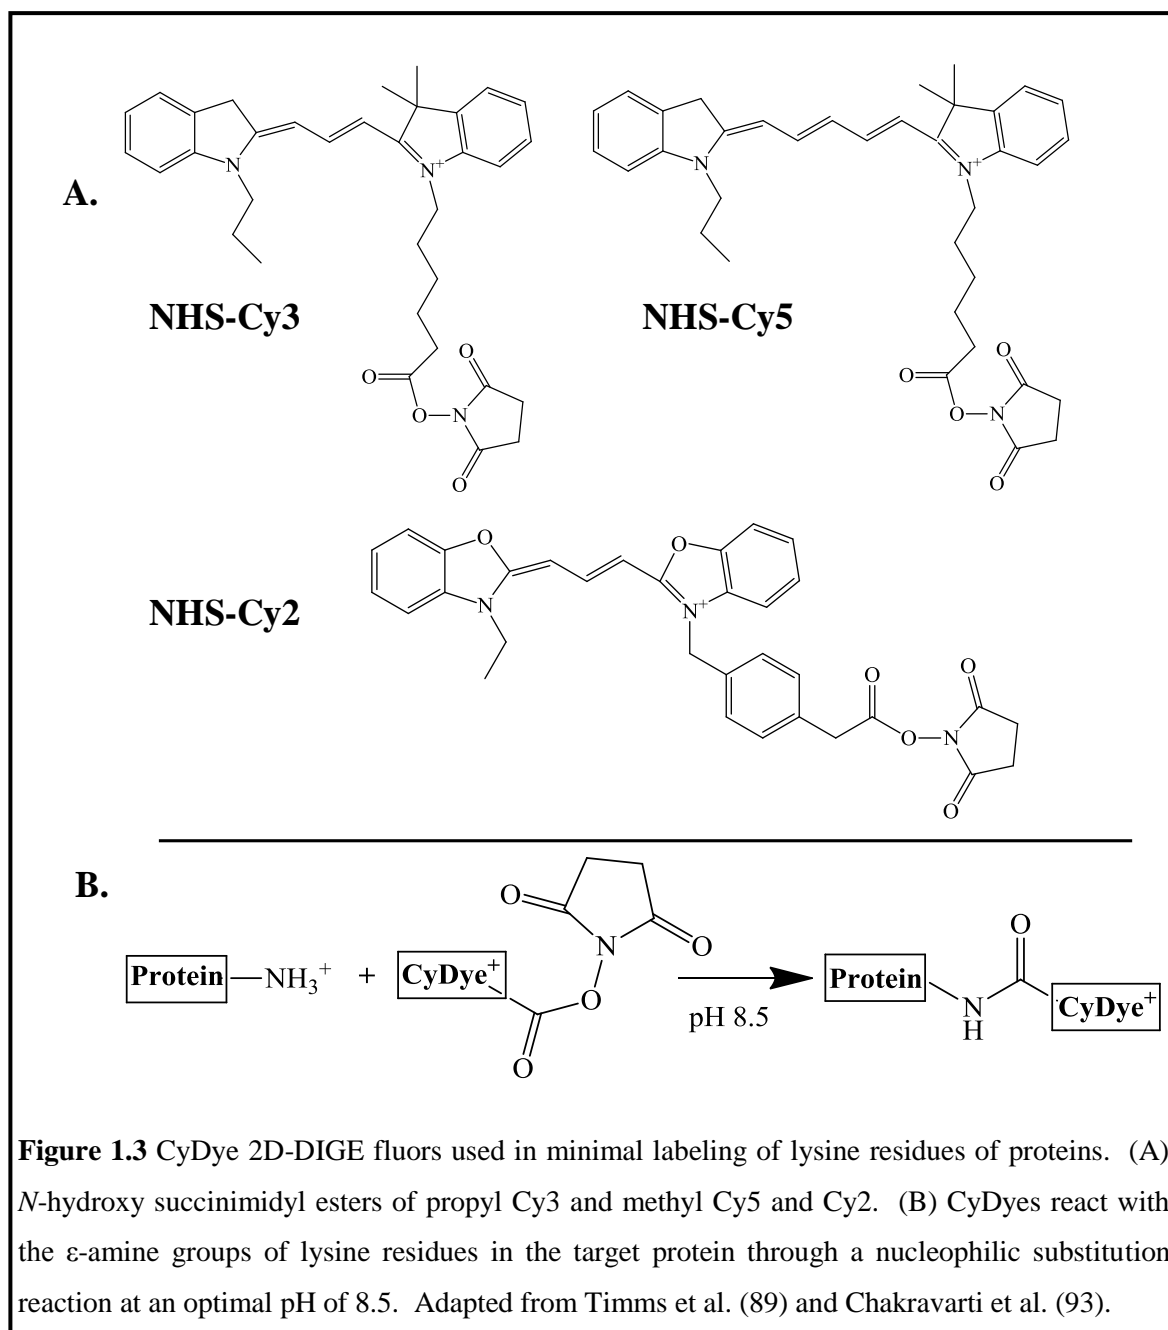 A.
N
N+
O
O
O
N
O
O
NHS-Cy3
N
N+
O
O
O
N
O
O
NHS-Cy5
O
N
O
N+
O
O
O
N
O
NHS-Cy2
B.
Protein NH3+ + CyDye+
O
O
N
O
O
pH 8.5
Protein
N
H
O
CyDye+
Figure 1.3 CyDye 2D-DIGE fluors used in minimal labeling of lysine residues of proteins. (A)
N-hydroxy succinimidyl esters of propyl Cy3 and methyl Cy5 and Cy2. (B) CyDyes react with
the ε-amine groups of lysine residues in the target protein through a nucleophilic substitution
reaction at an optimal pH of 8.5. Adapted from Timms et al. (89) and Chakravarti et al. (93).